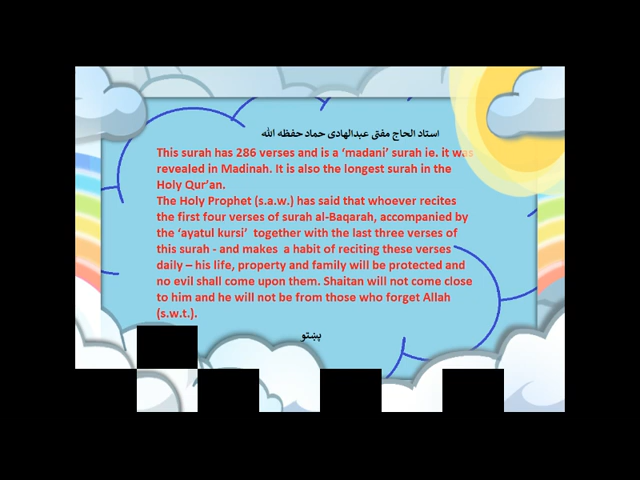 استاد الحاج مفتی عبدالهادی حماد حفظه الله
This surah has 286 verses and is a ‘madani’ surah ie. it was
revealed in Madinah. It is also the longest surah in the
Holy Qur’an.
The Holy Prophet (s.a.w.) has said that whoever recites
the first four verses of surah al-Baqarah, accompanied by
the ‘ayatul kursi’ together with the last three verses of
this surah - and makes a habit of reciting these verses
daily – his life, property and family will be protected and
no evil shall come upon them. Shaitan will not come close
to him and he will not be from those who forget Allah
(s.w.t.).
پښتو